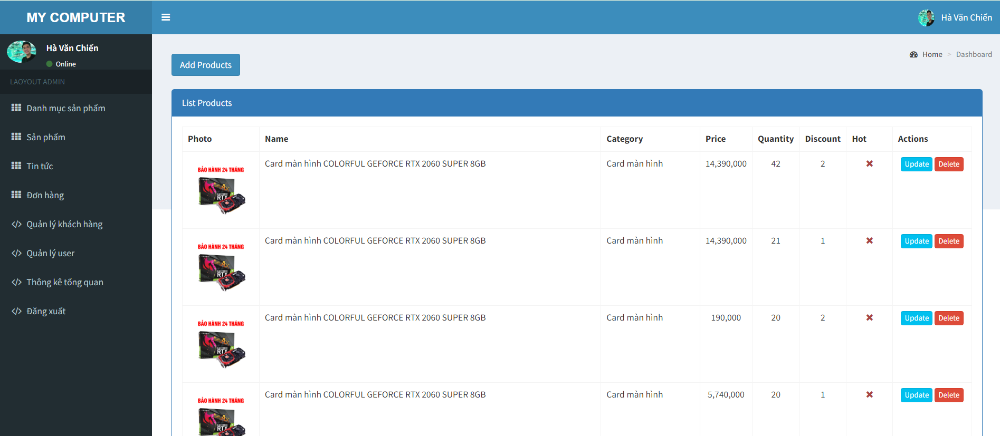 MY COMPUTER
Hà Văn Chiến
Hà Văn Chiến
Online
Home > Dashboard
Add Products
LAOYOUT ADMIN
Danh mục sản phẩm
Sản phẩm
Tin tức
Đơn hàng
Quản lý khách hàng
Quản lý user
Thông kê tổng quan
Đăng xuất
List Products
Photo Name Category Price Quantity Discount Hot Actions
BẢO HÀNH 24 THÁNG
GEFORCE
RTX
Card màn hình COLORFUL GEFORCE RTX 2060 SUPER 8GB Card màn hình 14,390,000 42 2 Update Delete
BẢO HÀNH 24 THÁNG
GEFORCE
RTX
Card màn hình COLORFUL GEFORCE RTX 2060 SUPER 8GB Card màn hình 14,390,000 21 1 Update Delete
BẢO HÀNH 24 THÁNG
GEFORCE
RTX
Card màn hình COLORFUL GEFORCE RTX 2060 SUPER 8GB Card màn hình 190,000 20 2 Update Delete
BẢO HÀNH 24 THÁNG
GEFORCE
RTX
Card màn hình COLORFUL GEFORCE RTX 2060 SUPER 8GB Card màn hình 5,740,000 20 1 Update Delete